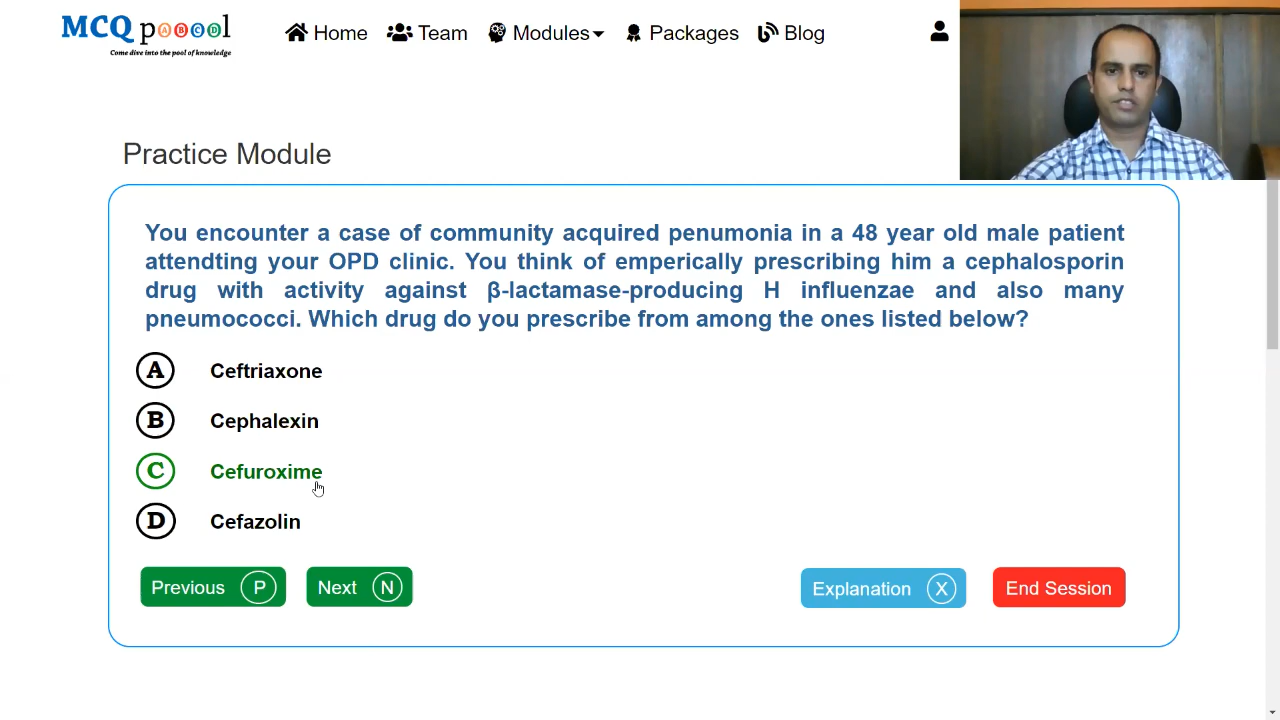 MCQ po A B C D l
Come dive into the pool of knowledge
Home Team Modules Packages Blog
Practice Module
You encounter a case of community acquired penumonia in a 48 year old male patient
attendting your OPD clinic. You think of emperically prescribing him a cephalosporin
drug with activity against β-lactamase-producing H influenzae and also many
pneumococci. Which drug do you prescribe from among the ones listed below?
A Ceftriaxone
B Cephalexin
C Cefuroxime
D Cefazolin
Previous P Next N Explanation X End Session